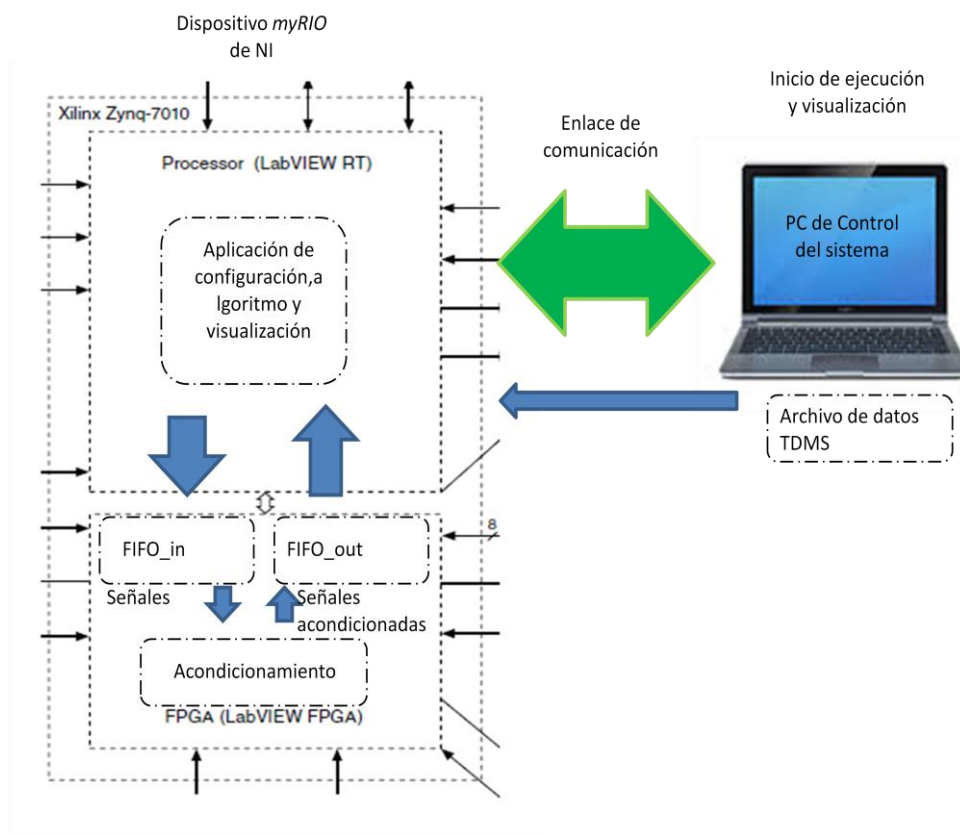 Dispositivo myRIO
de NI
Inicio de ejecución
y visualización
Xilinx Zynq-7010
Enlace de
comunicación
Processor (LabVIEW RT)
PC de Control
del sistema
Aplicación de
configuración,a
lgoritmo y
visualización
Archivo de datos
TDMS
8
FIFO_in
FIFO_out
Señales
Señales
acondicionadas
Acondicionamiento
FPGA (LabVIEW FPGA)